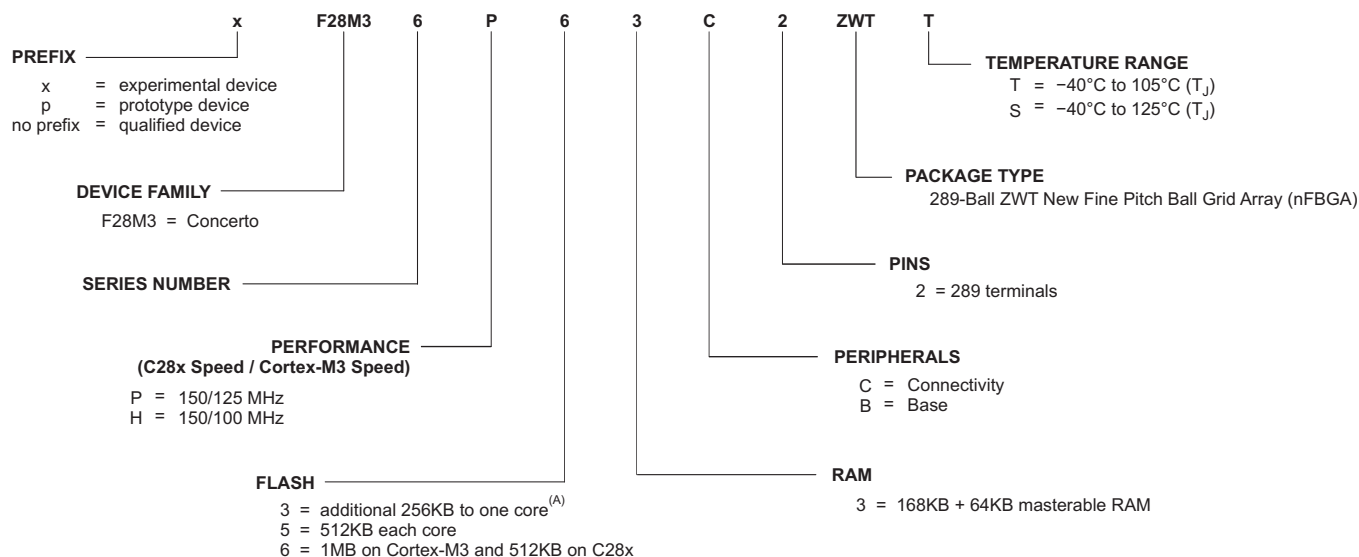 x F28M3 6 P 6 3 C 2 ZWT T
PREFIX
x = experimental device
p = prototype device
no prefix = qualified device
DEVICE FAMILY
F28M3 = Concerto
SERIES NUMBER
PERFORMANCE
(C28x Speed / Cortex-M3 Speed)
P = 150/125 MHz
H = 150/100 MHz
FLASH
3 = additional 256KB to one core(A)
5 = 512KB each core
6 = 1MB on Cortex-M3 and 512KB on C28x
TEMPERATURE RANGE
T = −40°C to 105°C (TJ)
S = −40°C to 125°C (TJ)
PACKAGE TYPE
289-Ball ZWT New Fine Pitch Ball Grid Array (nFBGA)
PINS
2 = 289 terminals
PERIPHERALS
C = Connectivity
B = Base
RAM
3 = 168KB + 64KB masterable RAM